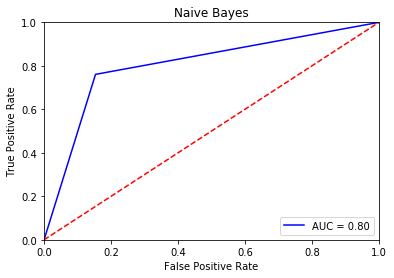 Naive Bayes
True Positive Rate
1.0
0.8
0.6
0.4
0.2
0.0
AUC = 0.80
0.0 0.2 0.4 0.6 0.8 1.0
False Positive Rate